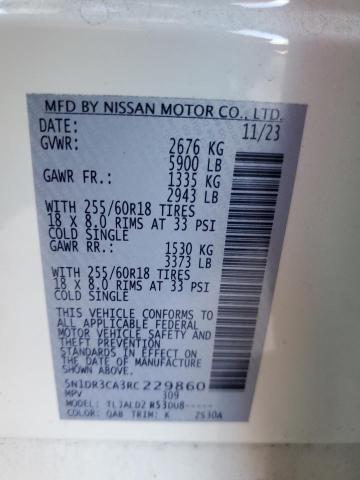 MFD BY NISSAN MOTOR CO., LTD.
DATE: 11/23
GVWR: 2676 KG
5900 LB
GAWR FR.: 1335 KG
2943 LB
WITH 255/60R18 TIRES
18 X 8.0 RIMS AT 33 PSI
COLD SINGLE
GAWR RR.: 1530 KG
3373 LB
WITH 255/60R18 TIRES
18 X 8.0 RIMS AT 33 PSI
COLD SINGLE
THIS VEHICLE CONFORMS TO
ALL APPLICABLE FEDERAL
MOTOR VEHICLE SAFETY
AND THEFT PREVENTION
STANDARDS IN EFFECT ON
THE DATE OF MANUFACTURE
SHOWN ABOVE.
5N1DR3CA3RC229860
MPV 309
MODEL: TLJALD2 R53DU8-----
COLOR: QAB TRIM: K 2S30A